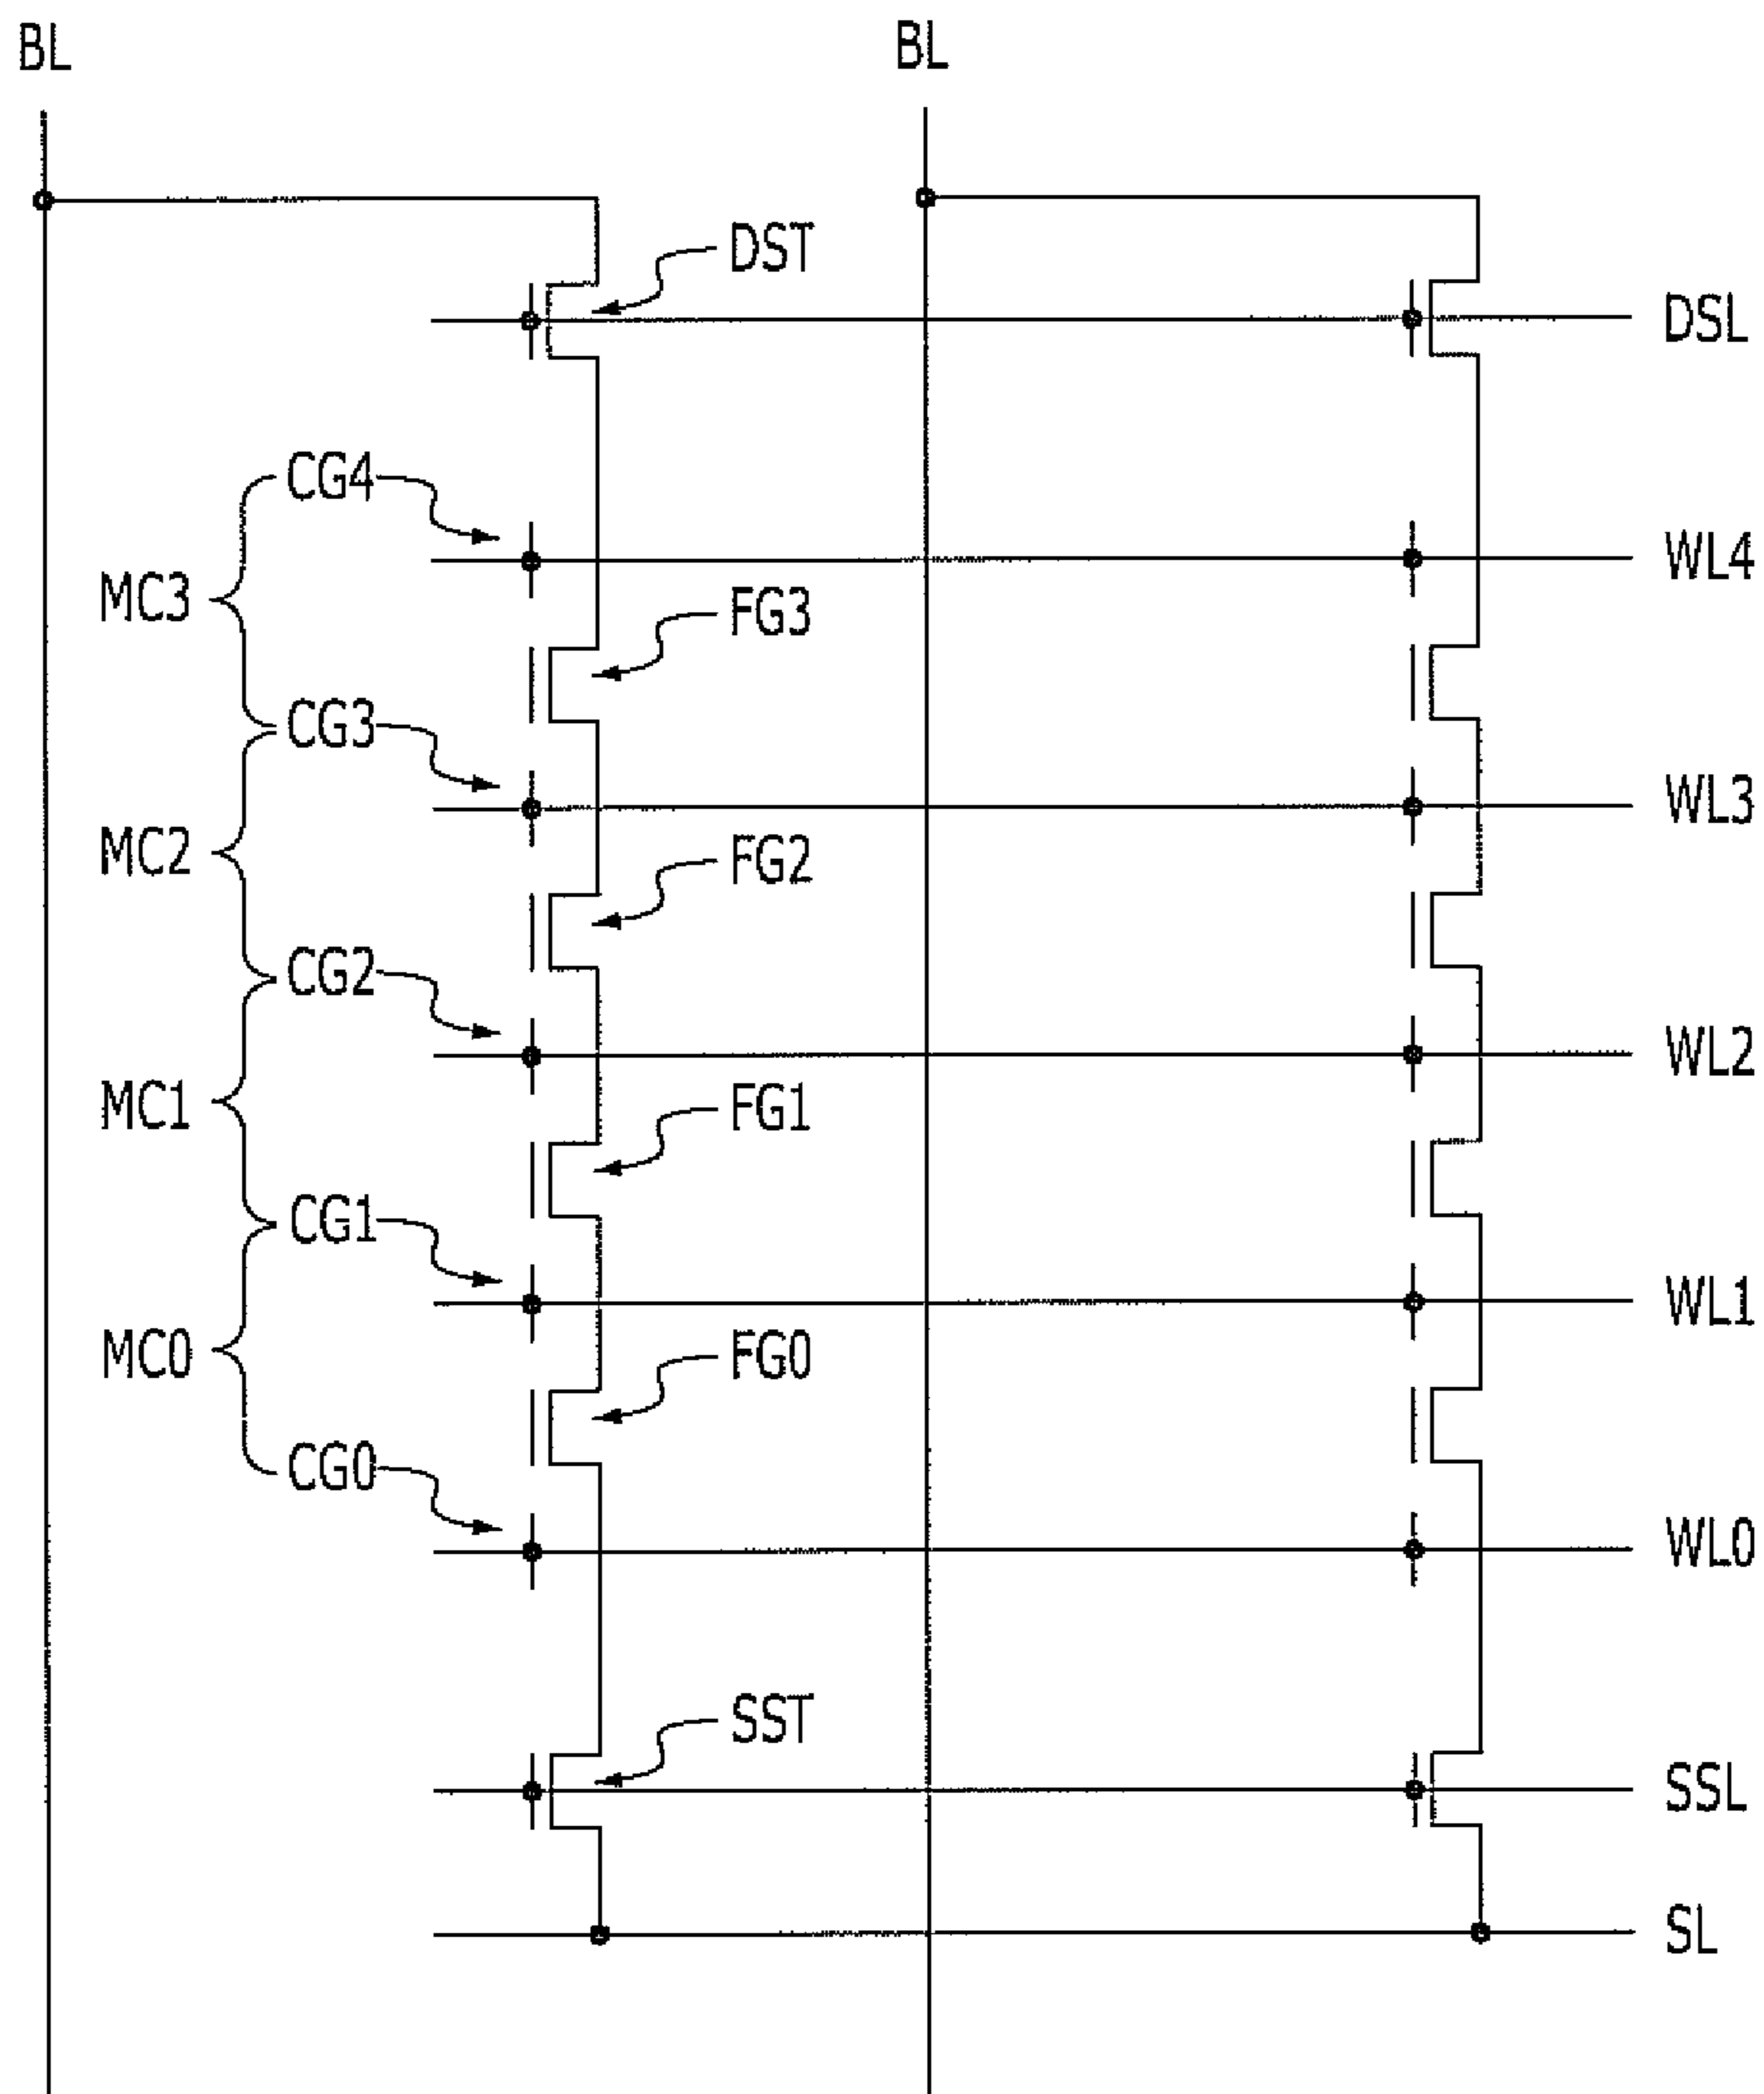 BL BL
DST
DSL
CG4
WL4
MC3
FG3
CG3
WL3
MC2
FG2
CG2
WL2
MC1
FG1
CG1
WL1
MC0
FG0
CG0
WL0
SST
SSL
SL